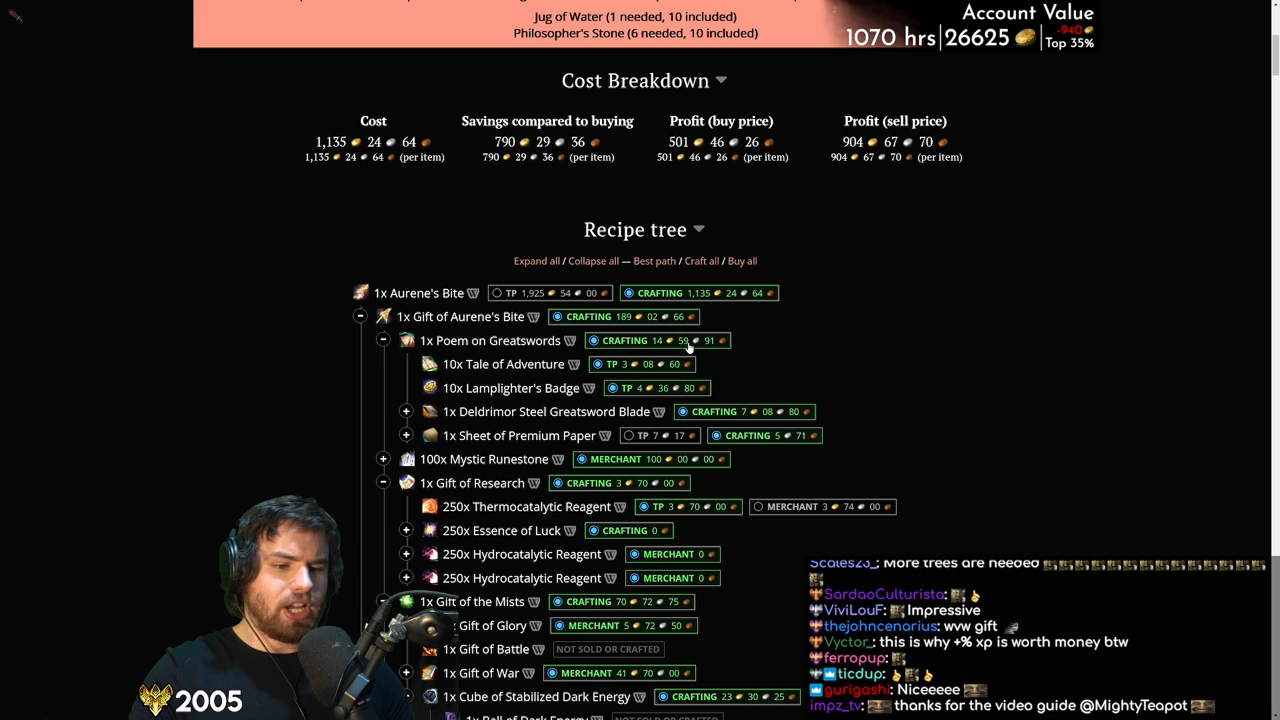 Jug of Water (1 needed, 10 included)
Philosopher's Stone (6 needed, 10 included)
Account Value
1070 hrs|26625
-940
Top 35%
Cost Breakdown
Cost Savings compared to buying Profit (buy price) Profit (sell price)
1,135 24 64 790 29 36 501 46 26 904 67 70
1,135 24 64 (per item) 790 29 36 (per item) 501 46 26 (per item) 831 67 70 (per item)
Recipe tree
Expand all / Collapse all — Best path / Craft all / Buy all
1x Aurene's Bite TP 1,925 54 00 CRAFTING 1,135 24 64
1x Gift of Aurene's Bite CRAFTING 189 02 66
1x Poem on Greatswords CRAFTING 14 59 91
10x Tale of Adventure TP 3 08 60
10x Lamplighter's Badge TP 4 36 80
1x Deldrimor Steel Greatsword Blade CRAFTING 7 08 80
1x Sheet of Premium Paper TP 7 17 CRAFTING 5 71
100x Mystic Runestone MERCHANT 100 00 00
1x Gift of Research CRAFTING 3 70 00
250x Thermocatalytic Reagent TP 3 70 00 MERCHANT 3 74 00
250x Essence of Luck CRAFTING 0
250x Hydrocatalytic Reagent MERCHANT 0
250x Hydrocatalytic Reagent MERCHANT 0
1x Gift of the Mists CRAFTING 70 72 75
Gift of Glory MERCHANT 5 72 50
Gift of Battle NOT SOLD OR CRAFTED
1x Gift of War MERCHANT 41 70 00
1x Cube of Stabilized Dark Energy CRAFTING 23 30 25
1x Ball of Dark Energy NOT SOLD OR CRAFTED
Scales23_: More trees are needed
SardaoCulturista:
ViviLouF: Impressive
thejohncenarius: wvw gift
Vyctor_: this is why +% xp is worth money btw
ferropup:
ticdup:
gurigashi: Niceeeee
impz_tv: thanks for the video guide @MightyTeapot
2005